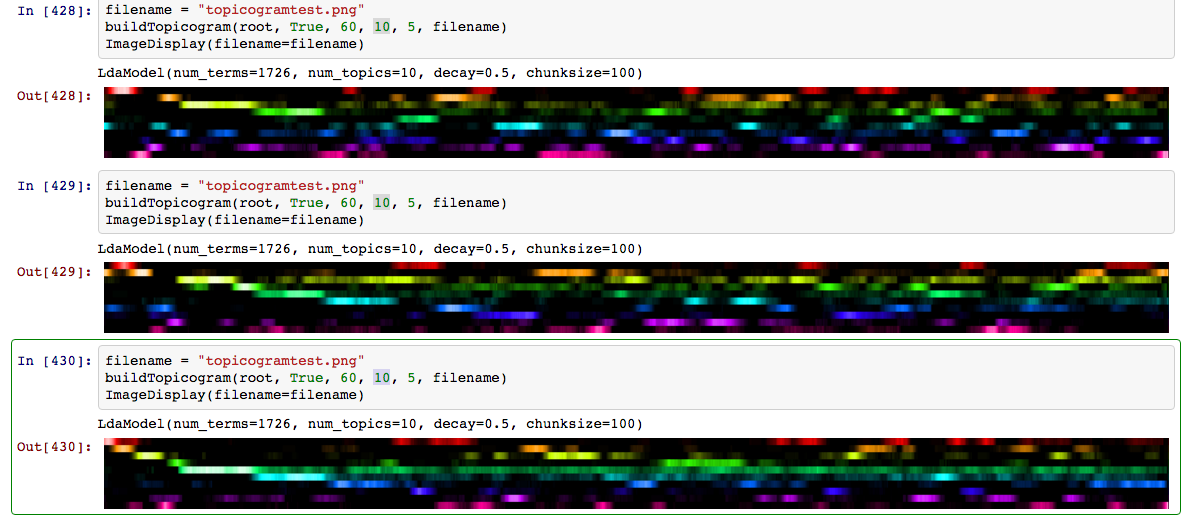 In [428]: filename = "topicogramtest.png"
buildTopicogram(root, True, 60, 10, 5, filename)
ImageDisplay(filename=filename)
LdaModel(num_terms=1726, num_topics=10, decay=0.5, chunksize=100)
Out[428]:
In [429]: filename = "topicogramtest.png"
buildTopicogram(root, True, 60, 10, 5, filename)
ImageDisplay(filename=filename)
LdaModel(num_terms=1726, num_topics=10, decay=0.5, chunksize=100)
Out[429]:
In [430]: filename = "topicogramtest.png"
buildTopicogram(root, True, 60, 10, 5, filename)
ImageDisplay(filename=filename)
LdaModel(num_terms=1726, num_topics=10, decay=0.5, chunksize=100)
Out[430]: